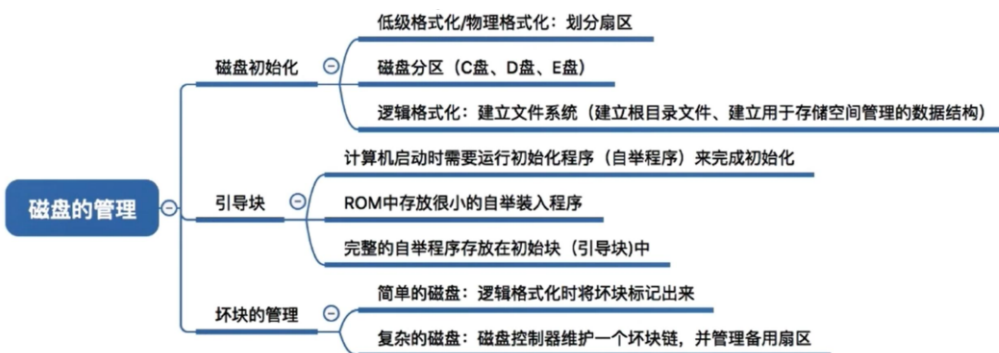 磁盘的管理
磁盘初始化
低级格式化/物理格式化：划分扇区
磁盘分区（C盘、D盘、E盘）
逻辑格式化：建立文件系统（建立根目录文件、建立用于存储空间管理的数据结构）
引导块
计算机启动时需要运行初始化程序（自举程序）来完成初始化
ROM中存放很小的自举装入程序
完整的自举程序存放在初始块（引导块)中
坏块的管理
简单的磁盘：逻辑格式化时将坏块标记出来
复杂的磁盘：磁盘控制器维护一个坏块链，并管理备用扇区